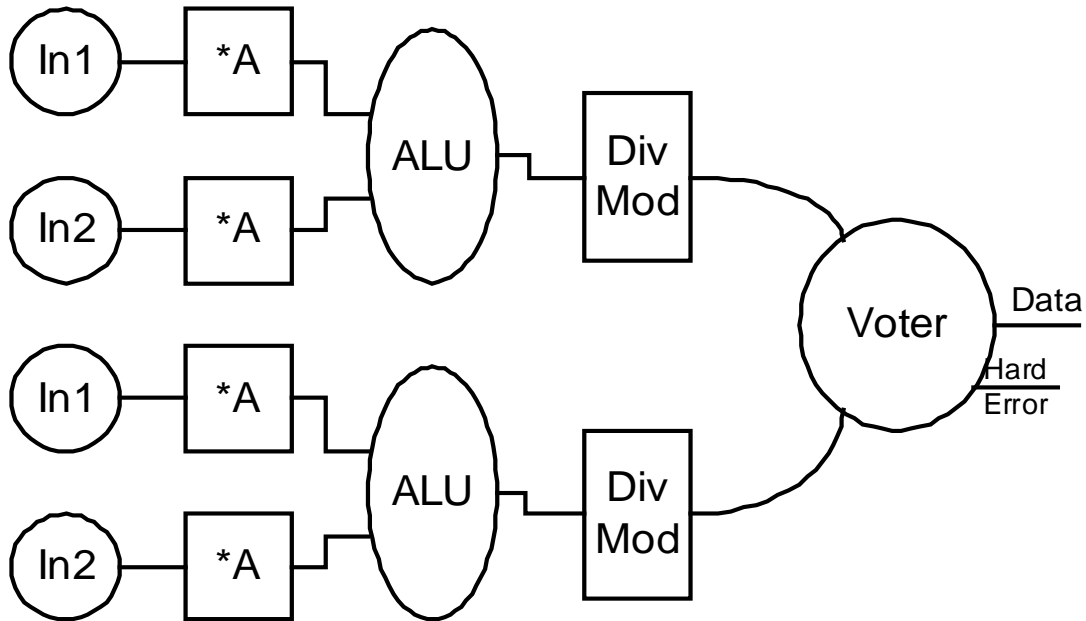 In1
*A
In2
*A
ALU
Div
Mod
In1
*A
In2
*A
ALU
Div
Mod
Voter
Data
Hard
Error